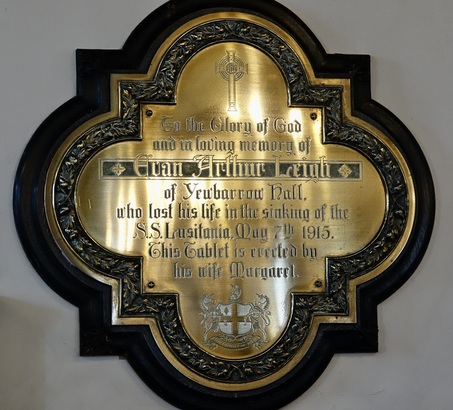 To the Glory of God
and in loving memory of
Evan Arthur Leigh
of Yewbarrow Hall,
who lost his life in the sinking of the
S.S. Lusitania, May 7th 1915.
This Tablet is erected by
his wife Margaret.